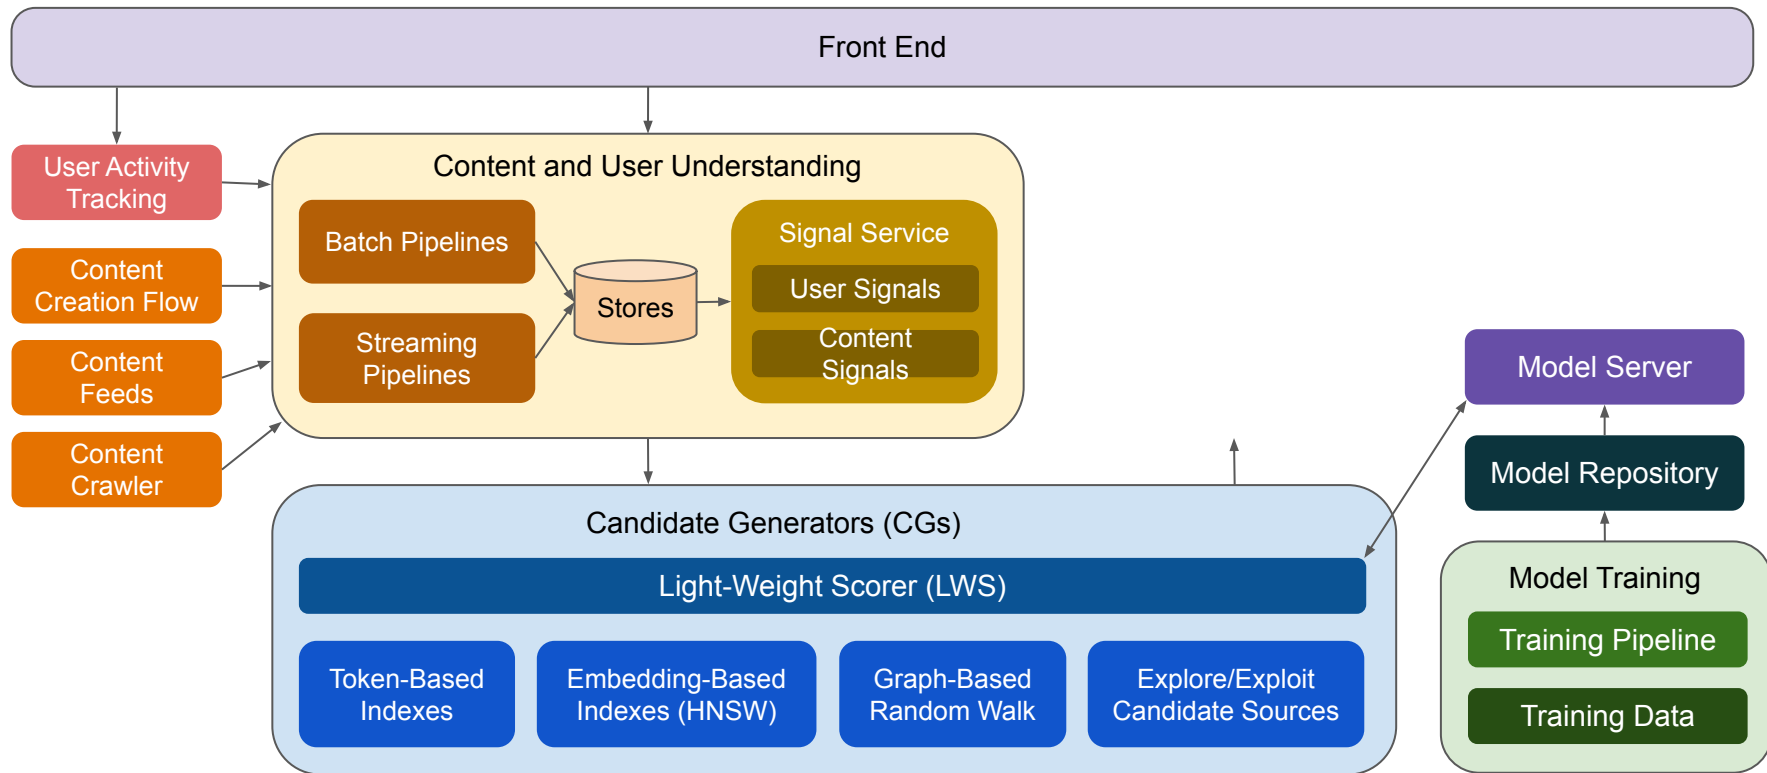 Front End
User Activity
Tracking
Content
Creation Flow
Content
Feeds
Content
Crawler
Content and User Understanding
Batch Pipelines
Streaming
Pipelines
Stores
Signal Service
User Signals
Content
Signals
Candidate Generators (CGs)
Light-Weight Scorer (LWS)
Token-Based
Indexes
Embedding-Based
Indexes (HNSW)
Graph-Based
Random Walk
Explore/Exploit
Candidate Sources
Model Server
Model Repository
Model Training
Training Pipeline
Training Data